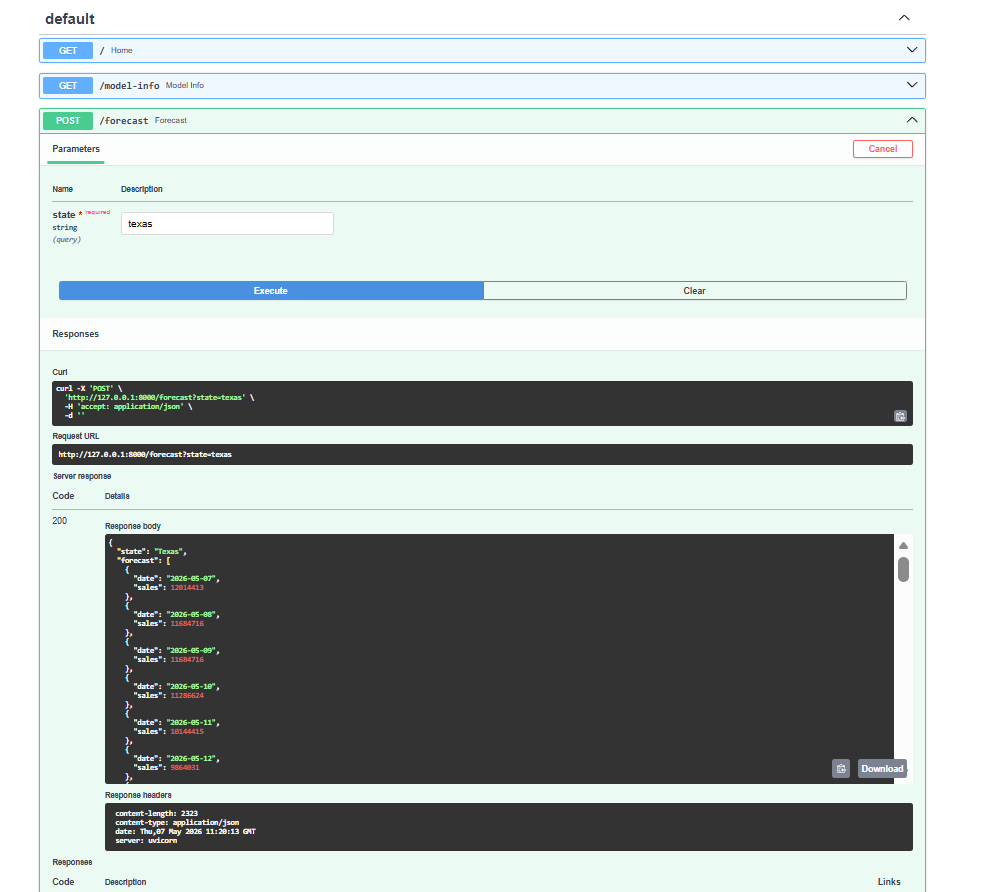 default
GET / Home
GET /model-info Model Info
POST /forecast Forecast
Parameters Cancel
Name Description
state * required texas
string
(query)
Execute Clear
Responses
Curl
curl -X 'POST' \
'http://127.0.0.1:8000/forecast?state=texas' \
-H 'accept: application/json' \
-d ''
Request URL
http://127.0.0.1:8000/forecast?state=texas
Server response
Code Details
200
Response body
{
"state": "Texas",
"forecast": [
{
"date": "2026-05-07",
"sales": 12014413
},
{
"date": "2026-05-08",
"sales": 11684716
},
{
"date": "2026-05-09",
"sales": 11684716
},
{
"date": "2026-05-10",
"sales": 11286624
},
{
"date": "2026-05-11",
"sales": 10144415
},
{
"date": "2026-05-12",
"sales": 9864031
},
Download
Response headers
content-length: 2323
content-type: application/json
date: Thu,07 May 2026 11:20:13 GMT
server: uvicorn
Responses
Code Description Links